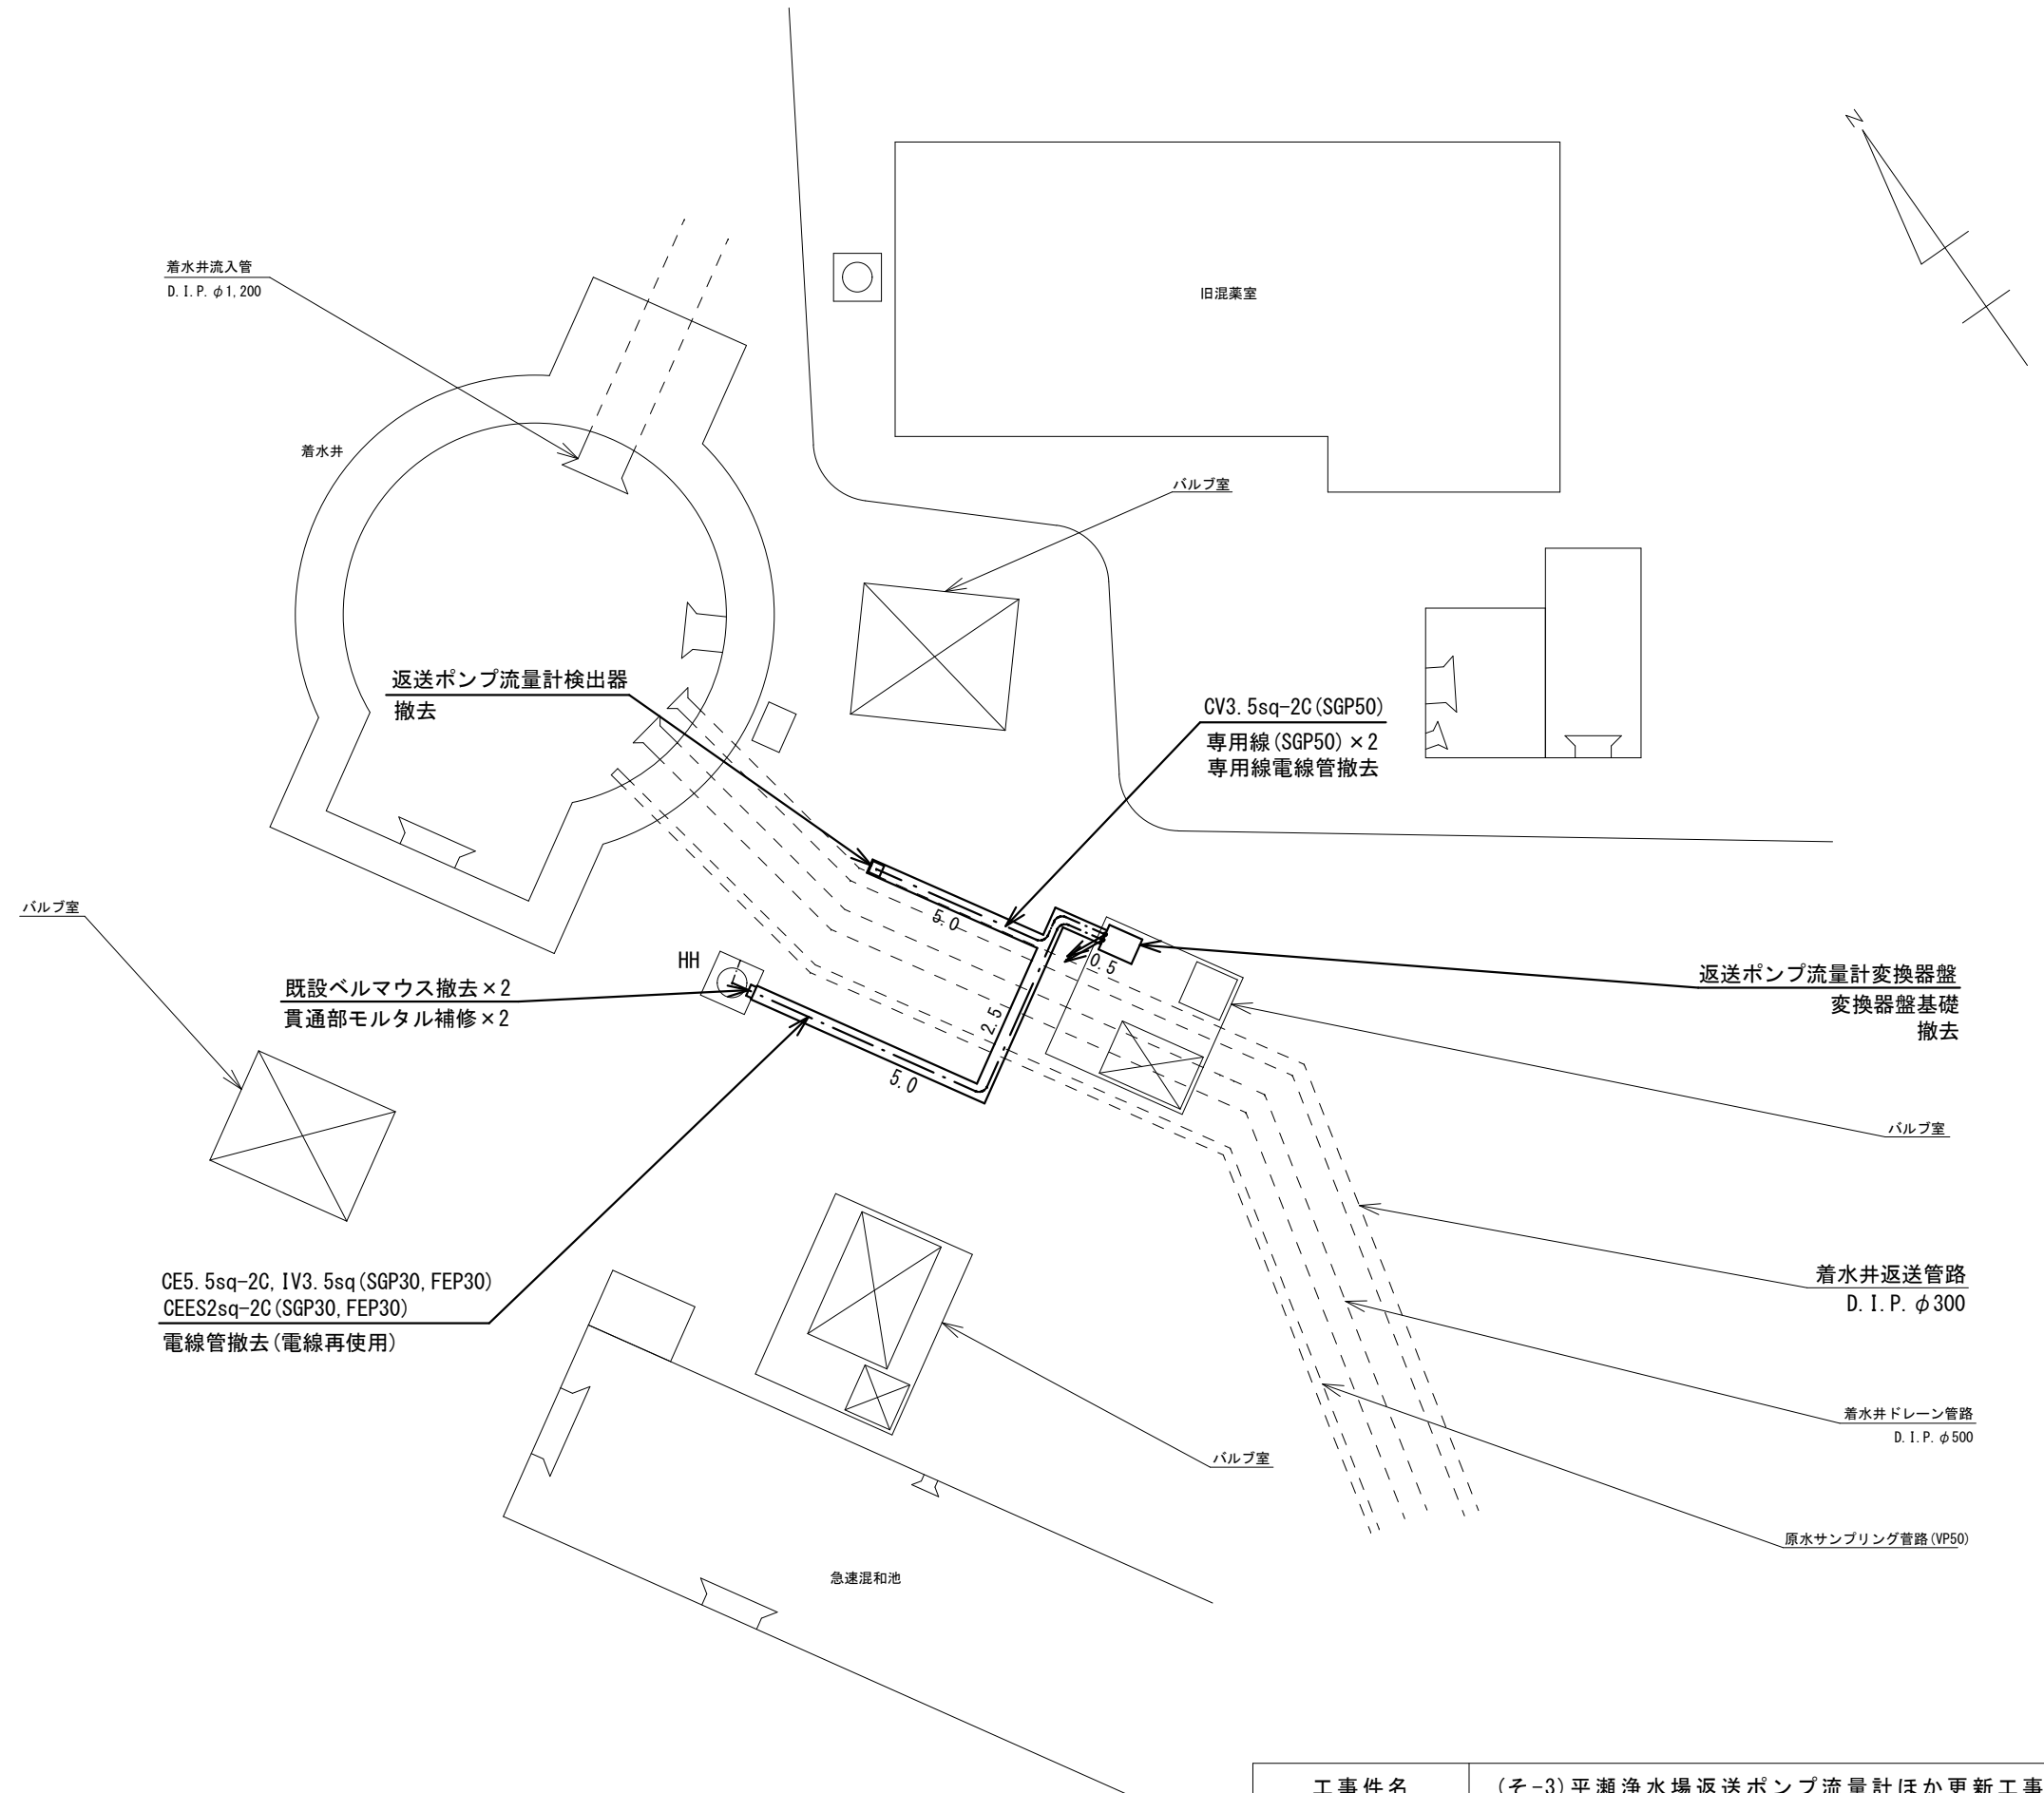 N
着水井流入管
D.I.P.φ1,200
旧混薬室
着水井
バルブ室
返送ポンプ流量計検出器
撤去
CV3.5sq-2C(SGP50)
専用線(SGP50)×2
専用線電線管撤去
バルブ室
5.0
HH
0.5
既設ベルマウス撤去×2
貫通部モルタル補修×2
返送ポンプ流量計変換器盤
変換器盤基礎
撤去
2.5
5.0
バルブ室
CE5.5sq-2C,IV3.5sq(SGP30,FEP30)
CEES2sq-2C(SGP30,FEP30)
電線管撤去(電線再使用)
着水井返送管路
D.I.P.φ300
着水井ドレーン管路
D.I.P.φ500
バルブ室
原水サンプリング管路(VP50)
急速混和池
工事件名
(そ-3)平瀬浄水場返送ポンプ流量計ほか更新工事